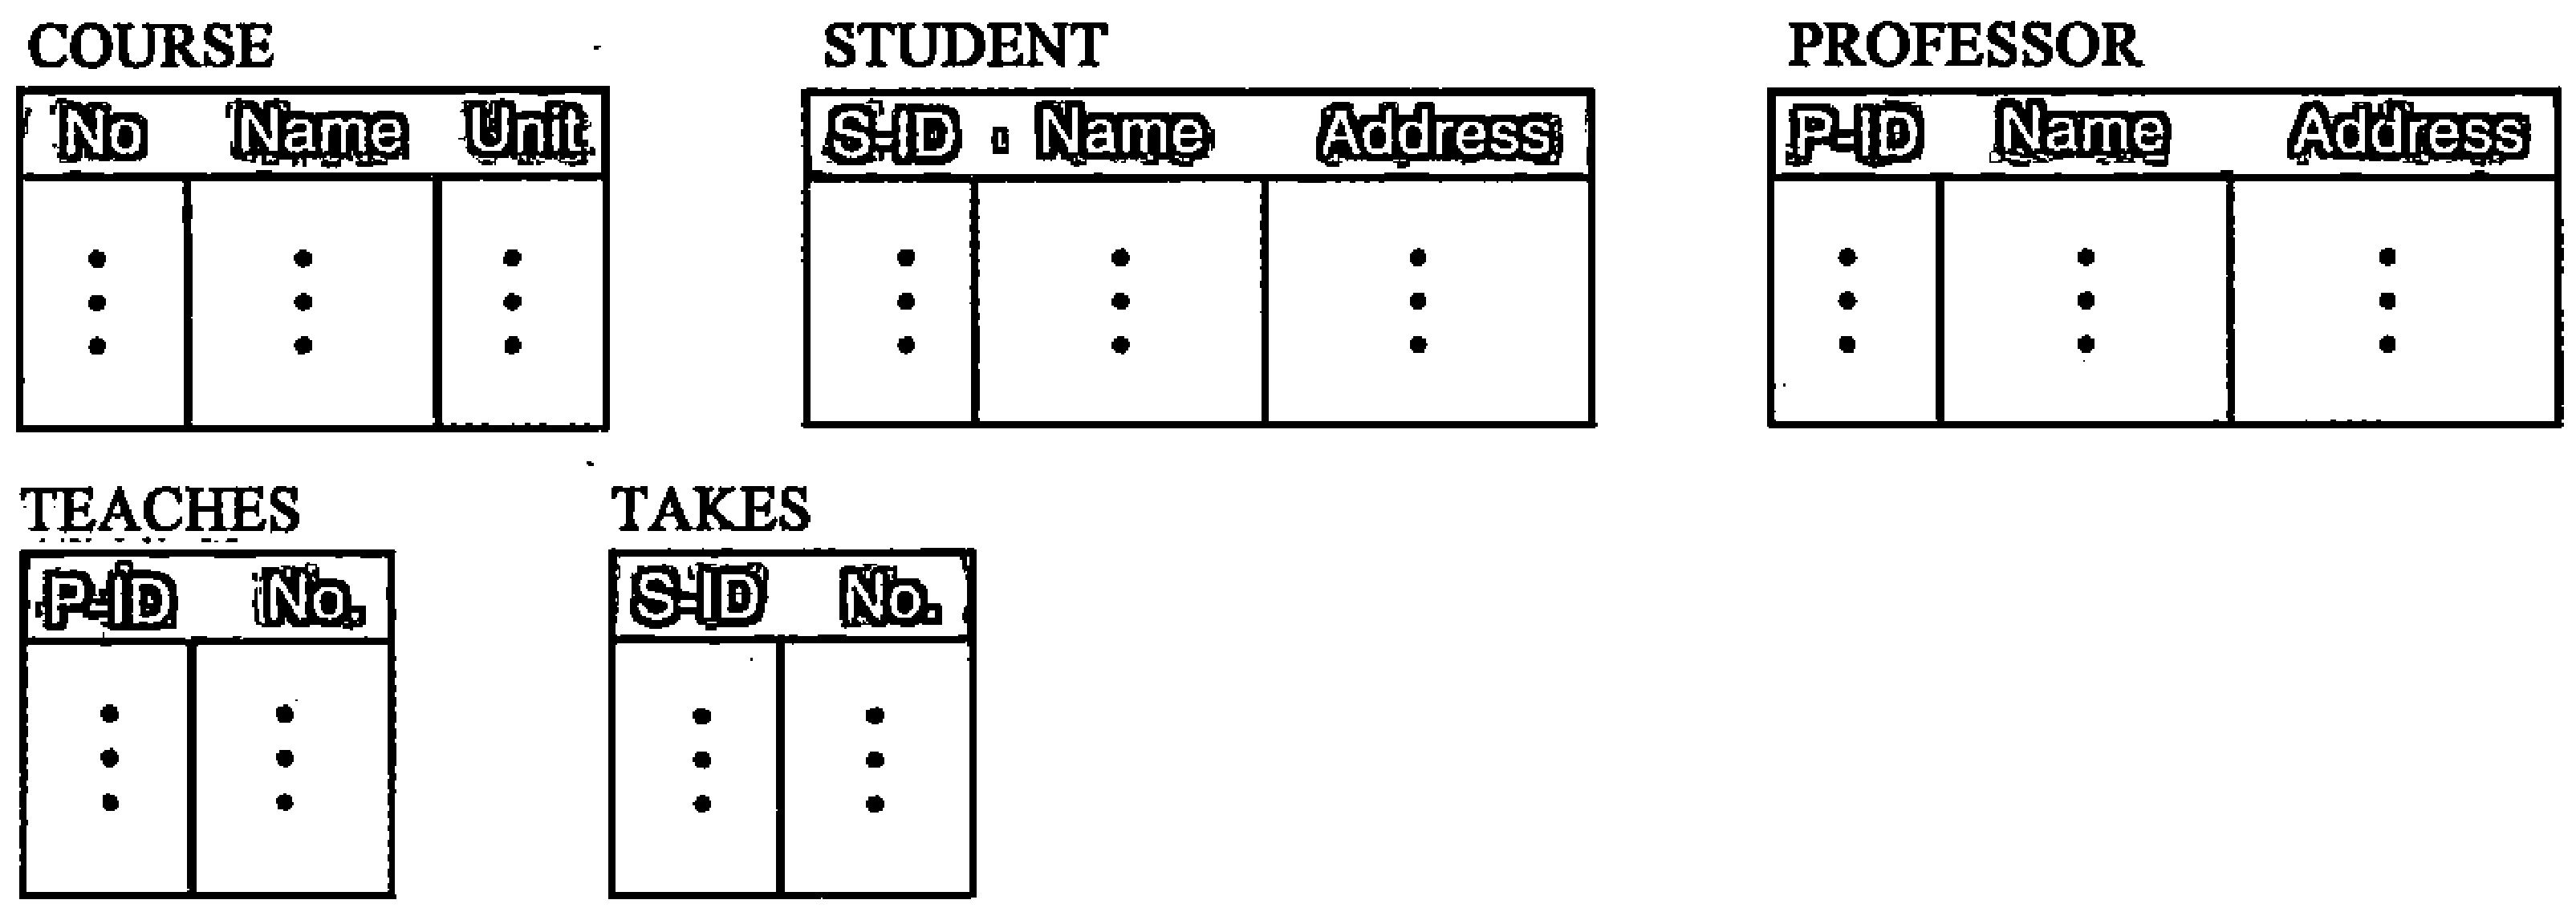 COURSE STUDENT PROFESSOR
No Name Unit S-ID Name Address P-ID Name Address
TEACHES TAKES
P-ID No. S-ID No.